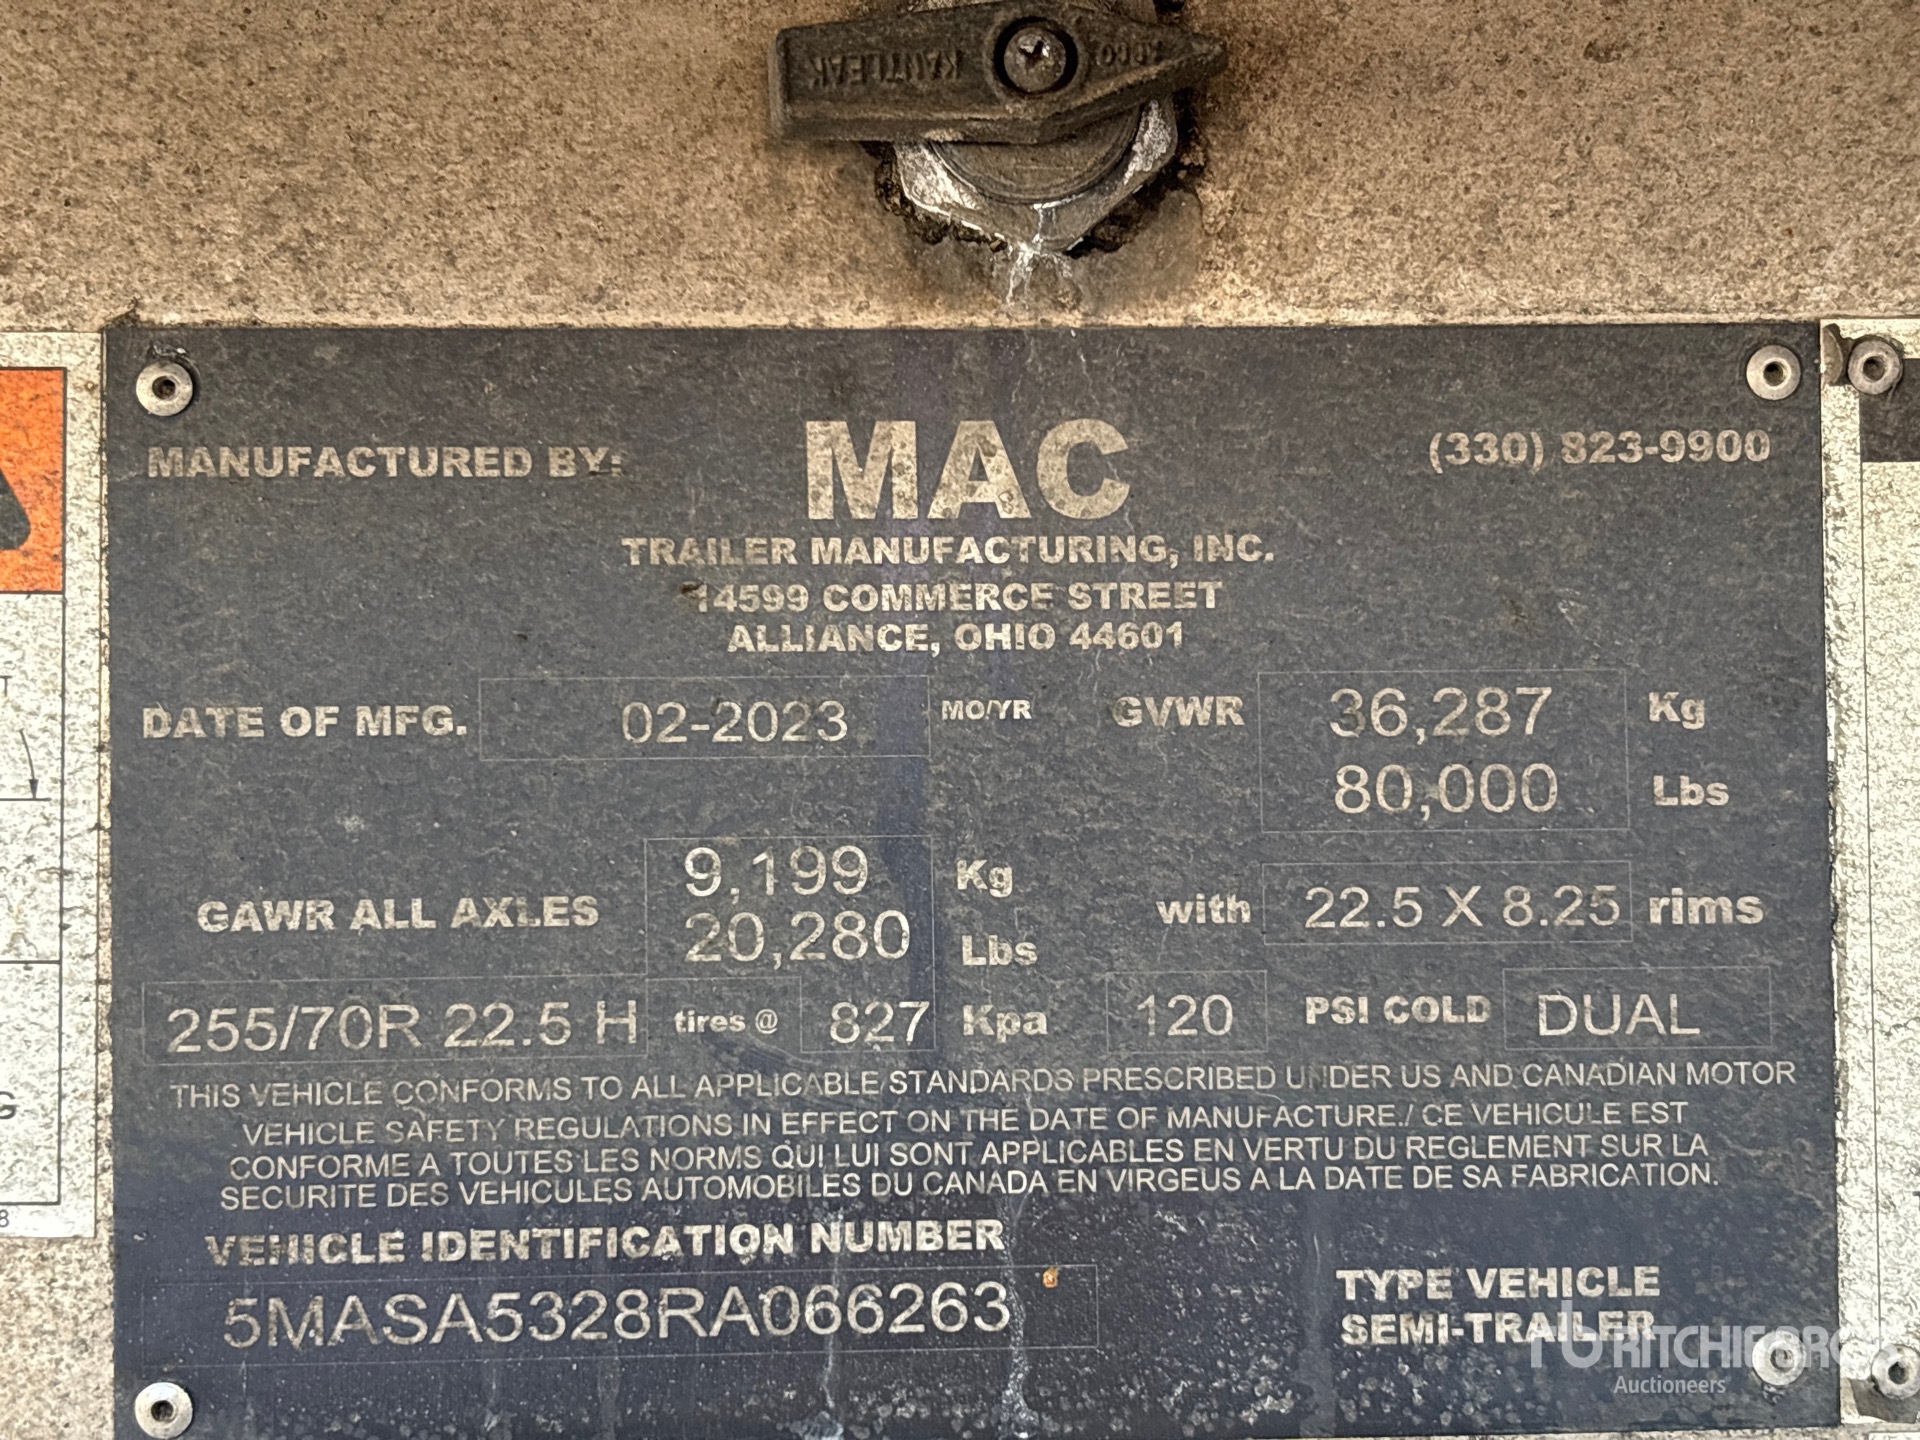 KANTLEAK
MANUFACTURED BY: MAC (330) 823-9900
TRAILER MANUFACTURING, INC.
14599 COMMERCE STREET
ALLIANCE, OHIO 44601
T
DATE OF MFG. 02-2023 MO/YR GVWR 36,287 Kg
80,000 Lbs
9,199 Kg
GAWR ALL AXLES with 22.5 X 8.25 rims
20,280 Lbs
255/70R 22.5 H tires @ 827 Kpa 120 PSI COLD DUAL
THIS VEHICLE CONFORMS TO ALL APPLICABLE STANDARDS PRESCRIBED UNDER US AND CANADIAN MOTOR
G
VEHICLE SAFETY REGULATIONS IN EFFECT ON THE DATE OF MANUFACTURE./ CE VEHICULE EST
CONFORME A TOUTES LES NORMS QUI LUI SONT APPLICABLES EN VERTU DU REGLEMENT SUR LA
SECURITE DES VEHICULES AUTOMOBILES DU CANADA EN VIRGEUS A LA DATE DE SA FABRICATION.
8
VEHICLE IDENTIFICATION NUMBER
5MASA5328RA066263
TYPE VEHICLE
SEMI-TRAILER
RITCHIE BROS
Auctioneers